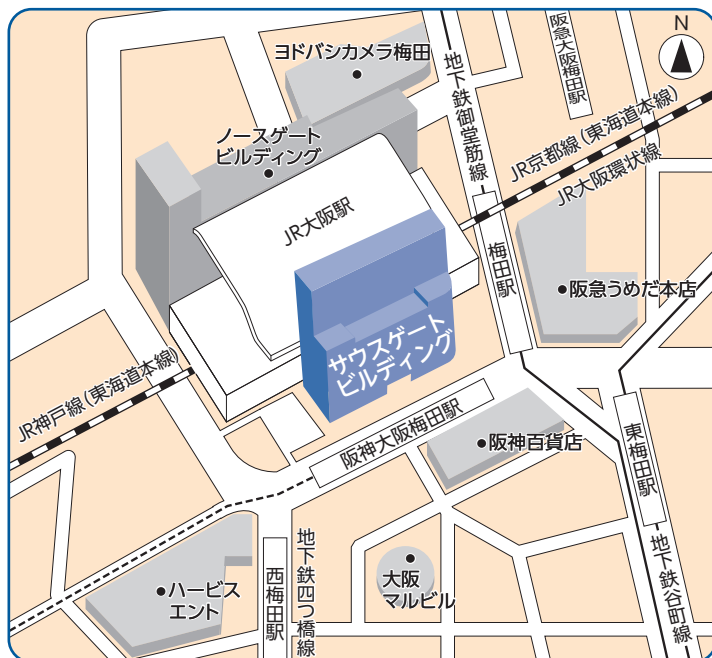 N
ヨドバシカメラ梅田
地下鉄御堂筋線
阪急大阪梅田駅
ノースゲート
ビルディング
JR京都線(東海道本線)
JR大阪環状線
JR大阪駅
梅田駅
阪急うめだ本店
サウスゲート
ビルディング
JR神戸線(東海道本線)
阪神大阪梅田駅
阪神百貨店
東梅田駅
地下鉄谷町線
地下鉄四つ橋線
西梅田駅
大阪
マルビル
ハービス
エント